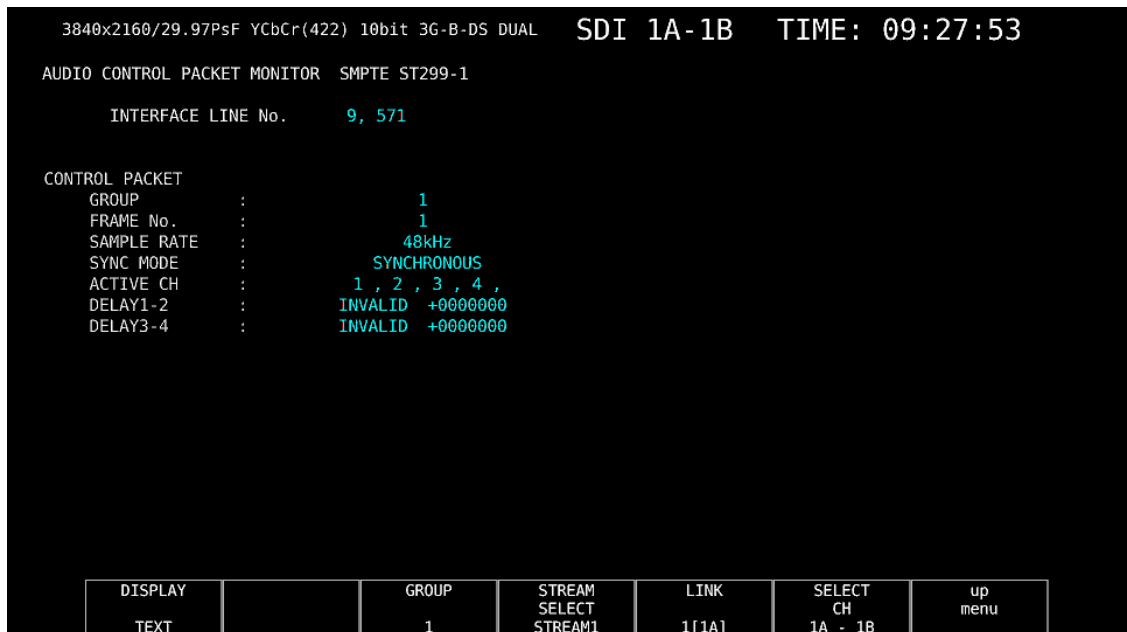 3840x2160/29.97PsF YCbCr(422) 10bit 3G-B-DS DUAL SDI 1A-1B TIME: 09:27:53
AUDIO CONTROL PACKET MONITOR SMPTE ST299-1
INTERFACE LINE No. 9, 571
CONTROL PACKET
GROUP : 1
FRAME No. : 1
SAMPLE RATE : 48kHz
SYNC MODE : SYNCHRONOUS
ACTIVE CH : 1 , 2 , 3 , 4 ,
DELAY1-2 : INVALID +0000000
DELAY3-4 : INVALID +0000000
DISPLAY GROUP STREAM LINK SELECT up
SELECT CH menu
TEXT 1 STREAM1 1[1A] 1A - 1B